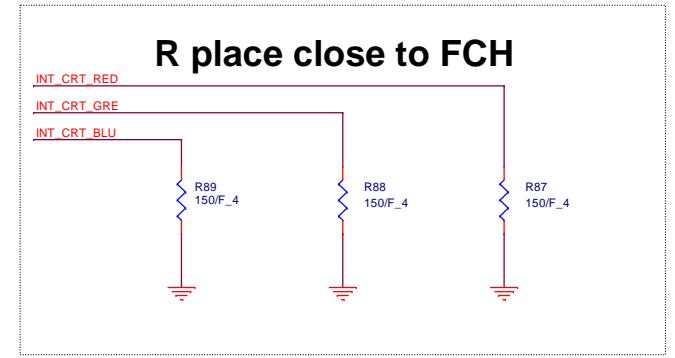 R place close to FCH
INT_CRT_RED
INT_CRT_GRE
INT_CRT_BLU
R89
150/F_4
R88
150/F_4
R87
150/F_4